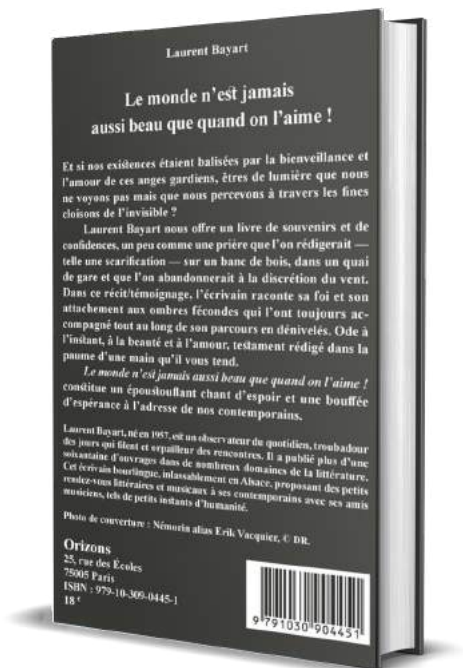 Laurent Bayart
Le monde n'est jamais
aussi beau que quand on l'aime !
Et si nos existences étaient balisées par la bienveillance et
l'amour de ces anges gardiens, êtres de lumière que nous
ne voyons pas mais que nous percevons à travers les fines
cloisons de l'invisible ?
Laurent Bayart nous offre un livre de souvenirs et de
confidences, un peu comme une prière que l'on rédigerait —
telle une scarification — sur un banc de bois, dans un quai
de gare et que l'on abandonnerait à la discrétion du vent.
Dans ce récit/témoignage, l'écrivain raconte sa foi et son
attachement aux ombres fécondes qui l'ont toujours ac-
compagné tout au long de son parcours en dénivelés. Ode à
l'instant, à la beauté et à l'amour, testament rédigé dans la
paume d'une main qu'il vous tend.
Le monde n'est jamais aussi beau que quand on l'aime !
constitue un époustouflant chant d'espoir et une bouffée
d'espérance à l'adresse de nos contemporains.
Laurent Bayart, né en 1957, est un observateur du quotidien, troubadour
des jours qui filent et orpailleur des rencontres. Il a publié plus d'une
soixantaine d'ouvrages dans de nombreux domaines de la littérature.
Cet écrivain bourlingue, inlassablement en Alsace, proposant des petits
rendez-vous littéraires et musicaux à ses contemporains avec ses amis
musiciens, tels de petits instants d'humanité.
Photo de couverture : Némorin alias Erik Vacquier, © DR.
Orizons
25, rue des Écoles
75005 Paris
ISBN : 979-10-309-0445-1
18 €
9 791030 904451